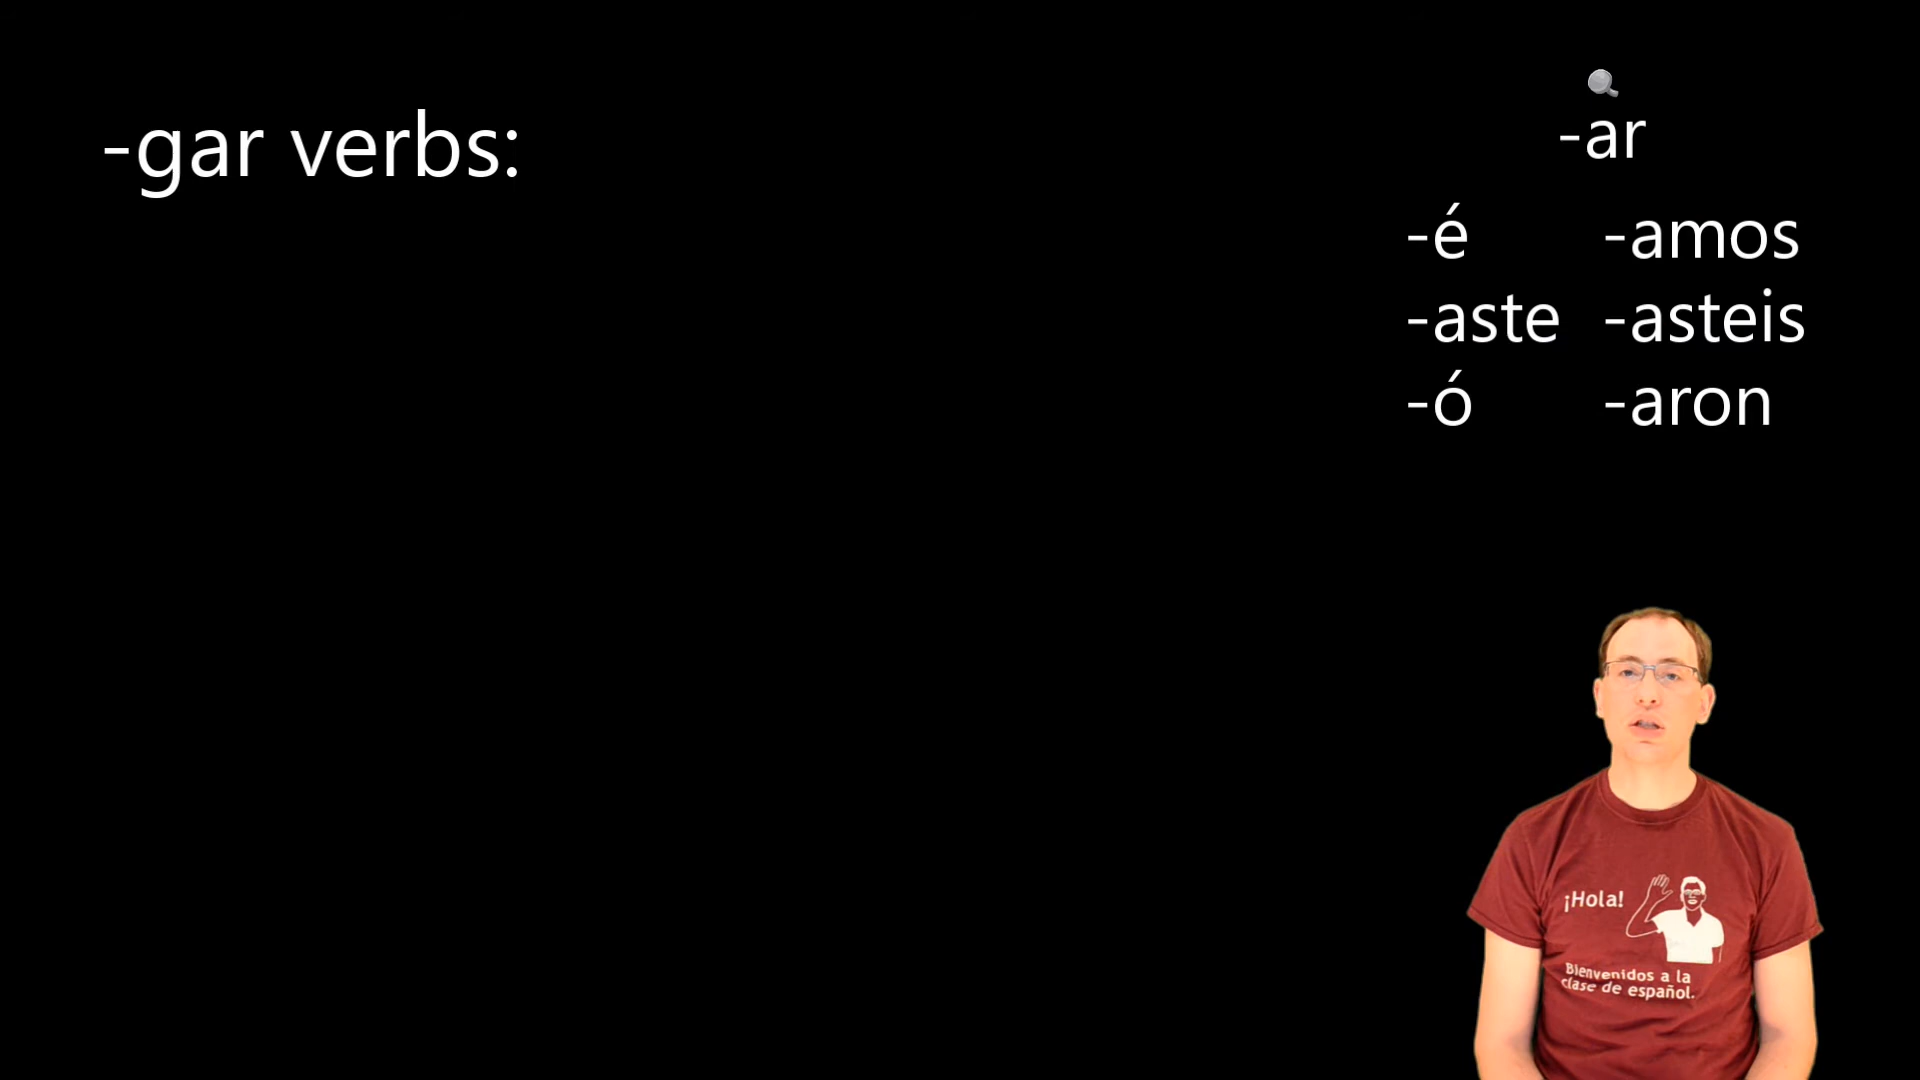 -gar verbs:
-ar
-é -amos
-aste -asteis
-ó -aron
¡Hola!
Bienvenidos a la
clase de español.